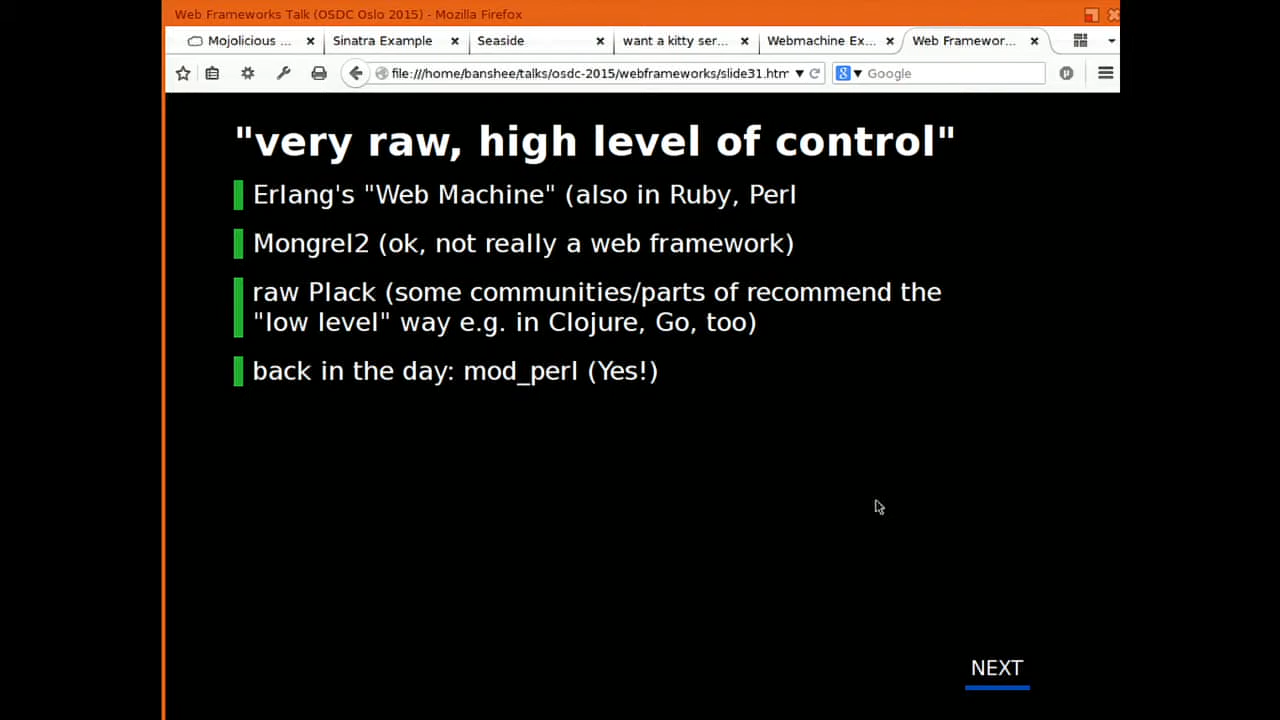 Web Frameworks Talk (OSDC Oslo 2015) - Mozilla Firefox
Mojolicious ... Sinatra Example Seaside want a kitty ser... Webmachine Ex... Web Framewor...
file:///home/banshee/talks/osdc-2015/webframeworks/slide31.htm Google
"very raw, high level of control"
Erlang's "Web Machine" (also in Ruby, Perl
Mongrel2 (ok, not really a web framework)
raw Plack (some communities/parts of recommend the
"low level" way e.g. in Clojure, Go, too)
back in the day: mod_perl (Yes!)
NEXT